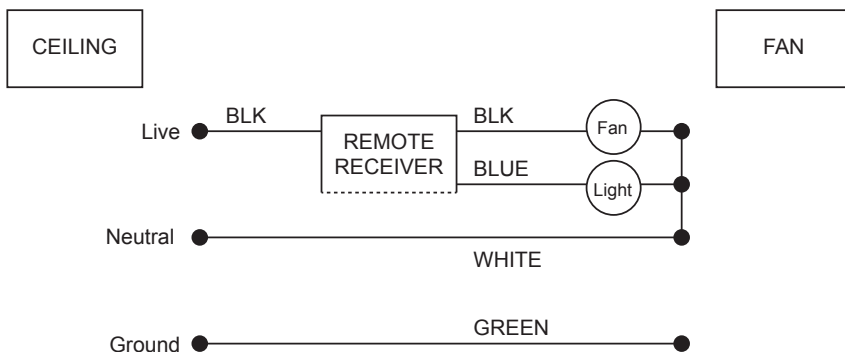 CEILING
FAN
Live
BLK
REMOTE
RECEIVER
BLK
Fan
BLUE
Light
Neutral
WHITE
Ground
GREEN